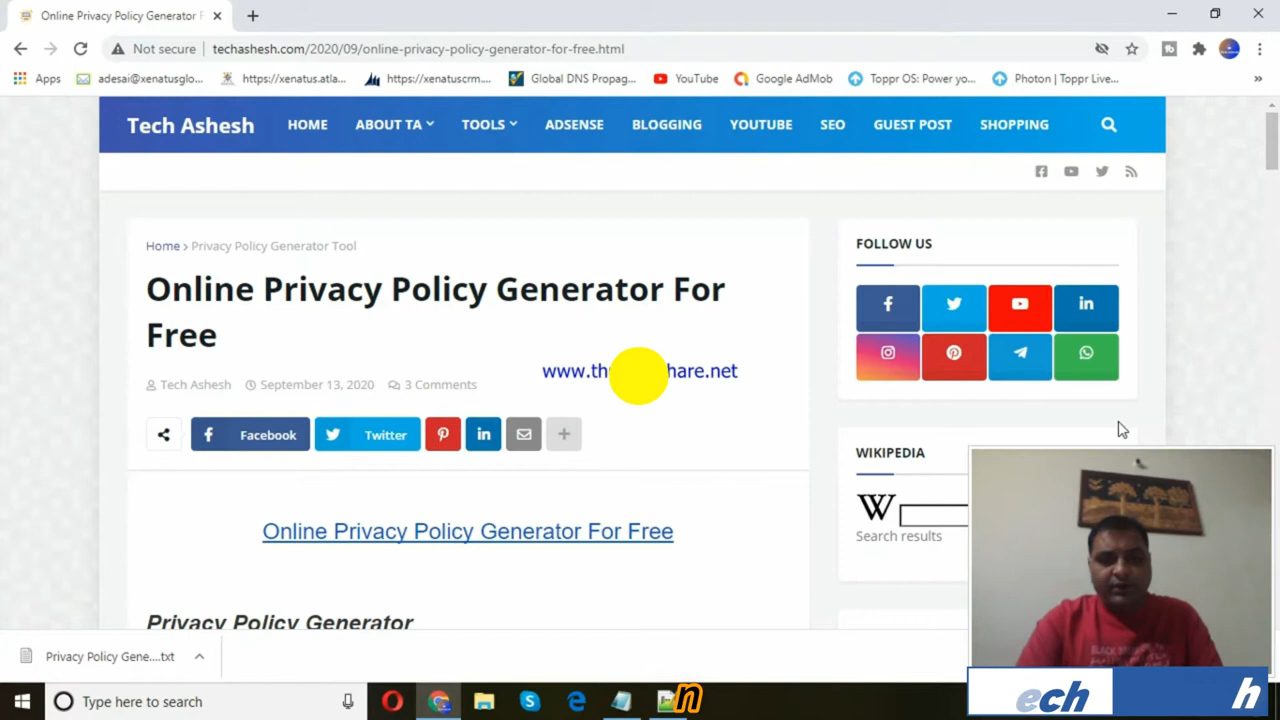 Online Privacy Policy Generator F
Not secure
techashesh.com/2020/09/online-privacy-policy-generator-for-free.html
Apps
adesai@xenatusglo...
https://xenatus.atla...
https://xenatuscrm....
Global DNS Propag...
YouTube
Google AdMob
Toppr OS: Power yo...
Photon | Toppr Live...
Tech Ashesh
HOME
ABOUT TA
TOOLS
ADSENSE
BLOGGING
YOUTUBE
SEO
GUEST POST
SHOPPING
Home > Privacy Policy Generator Tool
Online Privacy Policy Generator For
Free
Tech Ashesh
September 13, 2020
3 Comments
Facebook
Twitter
Online Privacy Policy Generator For Free
Privacy Policy Generator
FOLLOW US
WIKIPEDIA
W
Search results
Privacy Policy Gene....txt
Type here to search
n
ech
h